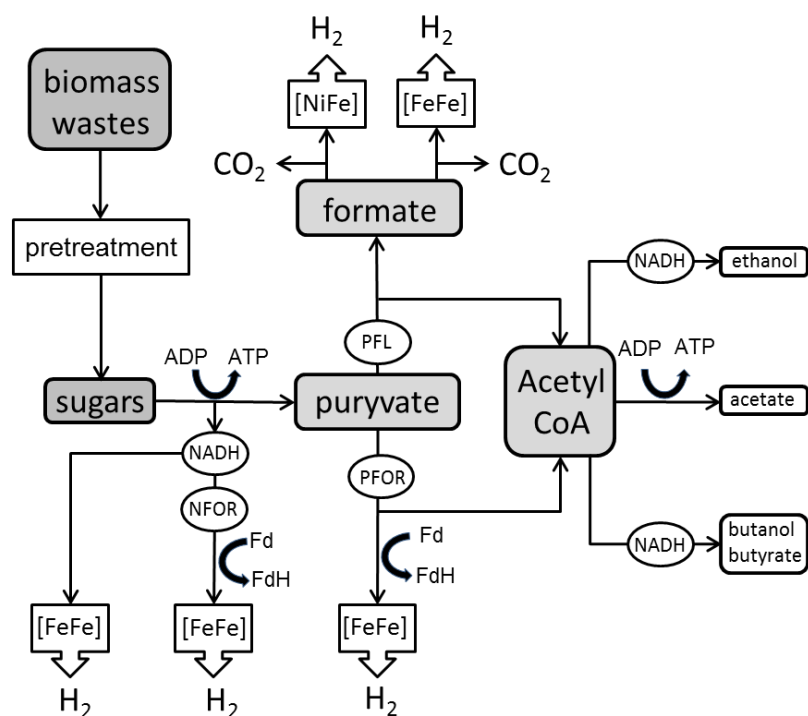 H2
H2
biomass
wastes
[NiFe]
[FeFe]
CO2
CO2
formate
pretreatment
NADH
ethanol
PFL
ADP
ATP
ADP
ATP
sugars
puryvate
Acetyl
CoA
acetate
NADH
PFOR
NFOR
Fd
FdH
Fd
FdH
NADH
butanol
butyrate
[FeFe]
[FeFe]
[FeFe]
H2
H2
H2